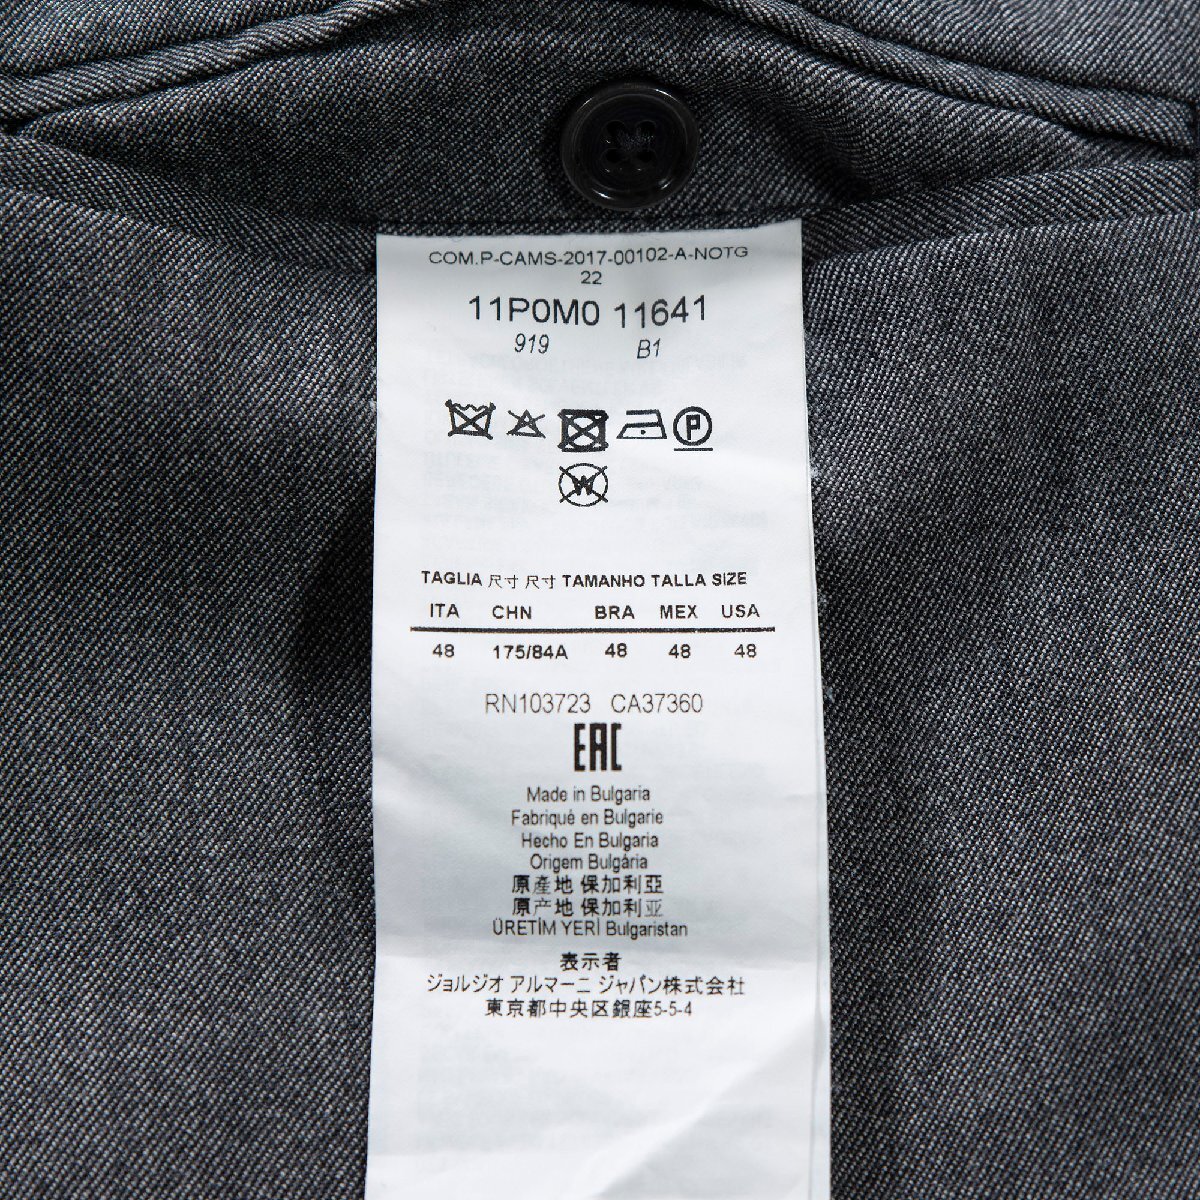 COM.P-CAMS-2017-00102-A-NOTG
22
11P0M0 11641
919 B1
P
W
TAGLIA 尺寸 尺寸 TAMANHO TALLA SIZE
ITA CHN BRA MEX USA
48 175/84A 48 48 48
RN103723 CA37360
EAC
Made in Bulgaria
Fabriqué en Bulgarie
Hecho En Bulgaria
Origem Bulgária
原産地 保加利亞
原产地 保加利亚
ÜRETİM YERİ Bulgaristan
表示者
ジョルジオ アルマーニ ジャパン株式会社
東京都中央区銀座5-5-4